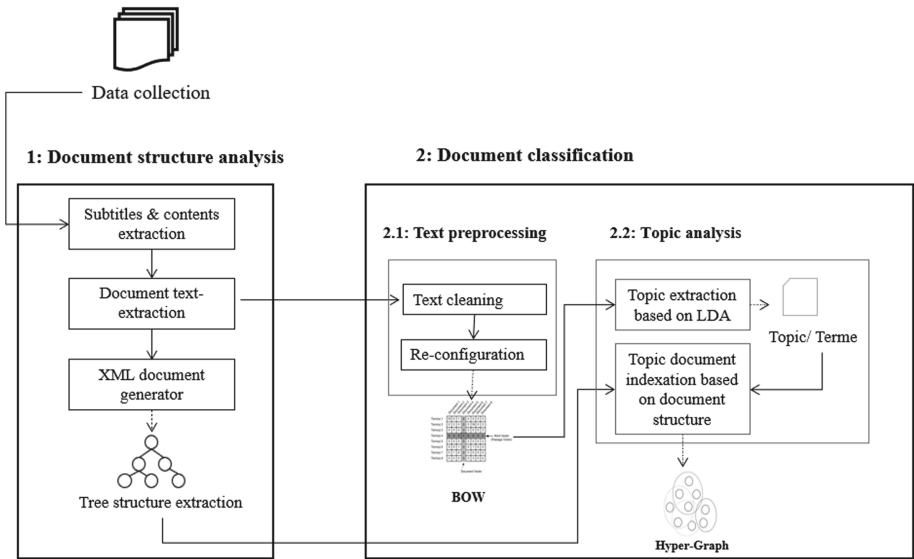 Data collection
1: Document structure analysis
Subtitles & contents
extraction
Document text-
extraction
XML document
generator
Tree structure extraction
2: Document classification
2.1: Text preprocessing
Text cleaning
Re-configuration
BOW
2.2: Topic analysis
Topic extraction
based on LDA
Topic/ Terme
Topic document
indexation based
on document
structure
Hyper-Graph